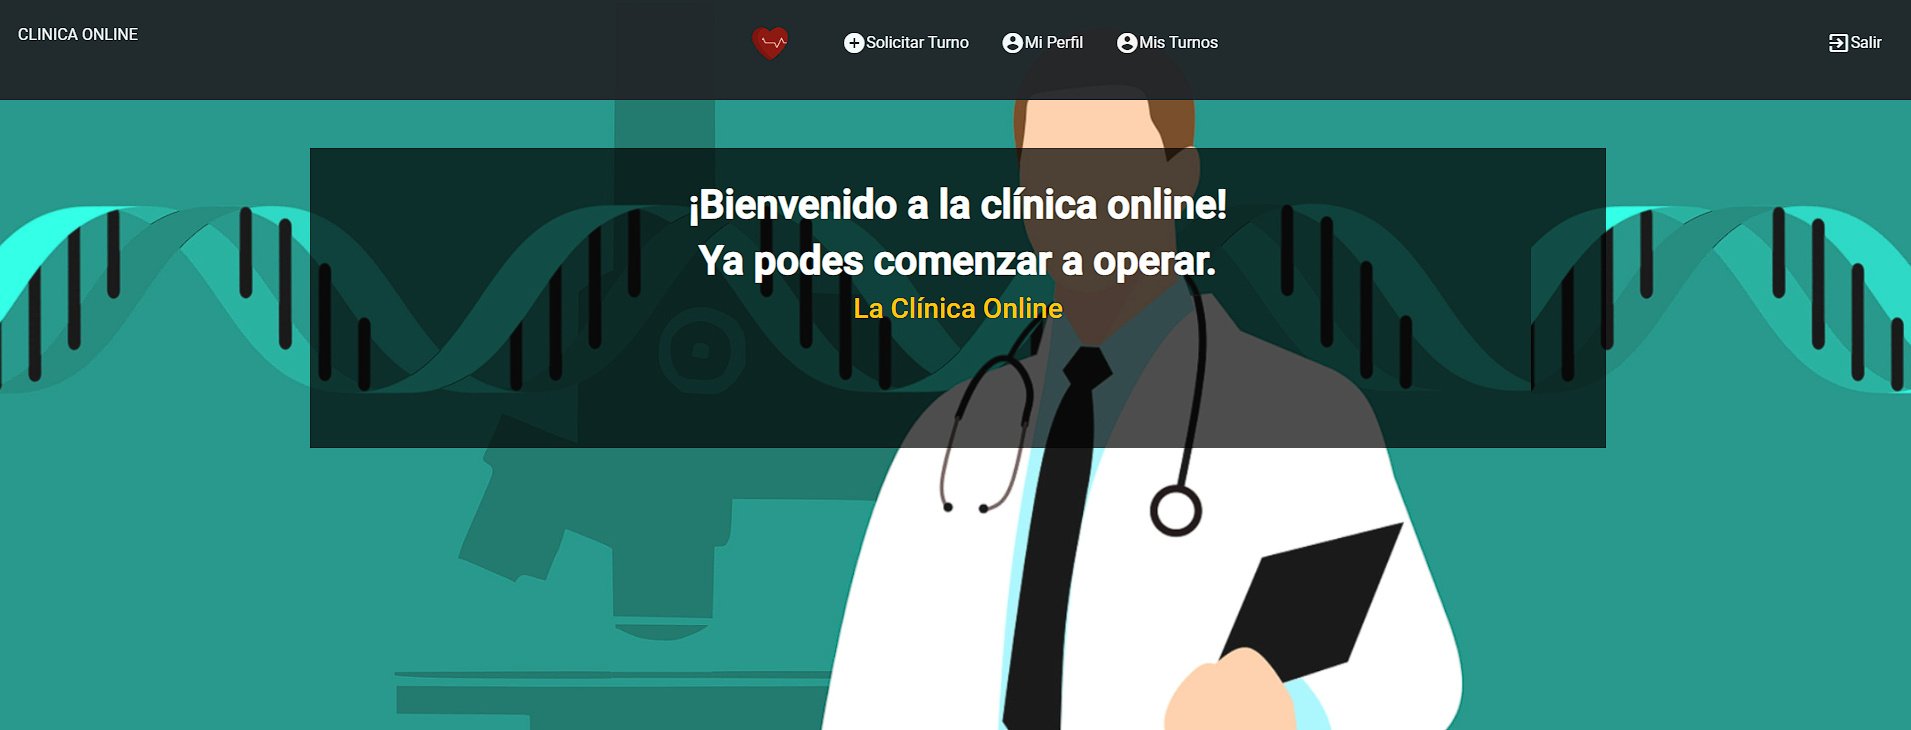 CLINICA ONLINE
Solicitar Turno
Mi Perfil
Mis Turnos
Salir
¡Bienvenido a la clínica online!
Ya podes comenzar a operar.
La Clínica Online